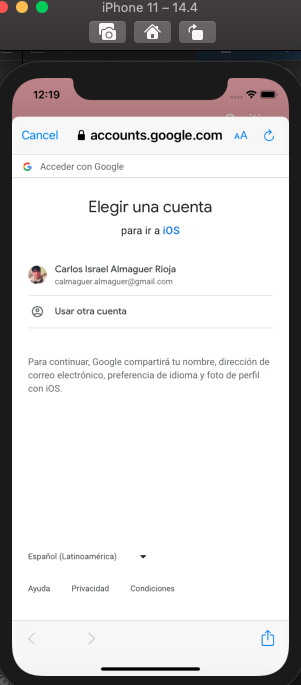 iPhone 11 – 14.4
12:19
Cancel
accounts.google.com
AA
Acceder con Google
Elegir una cuenta
para ir a iOS
Carlos Israel Almaguer Rioja
calmaguer.almaguer@gmail.com
Usar otra cuenta
Para continuar, Google compartirá tu nombre, dirección de
correo electrónico, preferencia de idioma y foto de perfil
con iOS.
Español (Latinoamérica)
Ayuda Privacidad Condiciones